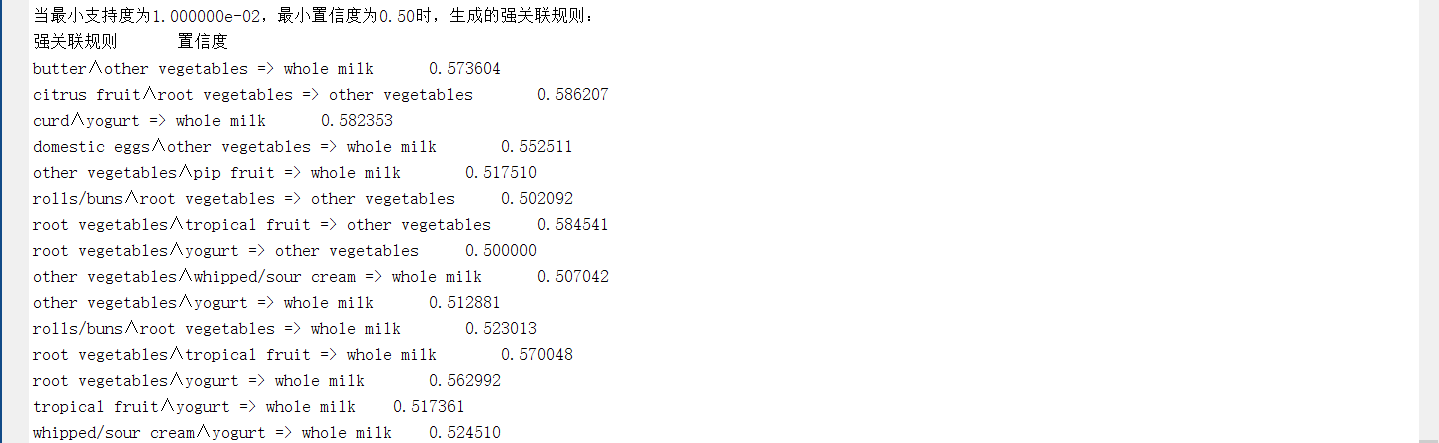 当最小支持度为1.000000e-02，最小置信度为0.50时，生成的强关联规则：
强关联规则 置信度
butter∧other vegetables => whole milk 0.573604
citrus fruit∧root vegetables => other vegetables 0.586207
curd∧yogurt => whole milk 0.582353
domestic eggs∧other vegetables => whole milk 0.552511
other vegetables∧pip fruit => whole milk 0.517510
rolls/buns∧root vegetables => other vegetables 0.502092
root vegetables∧tropical fruit => other vegetables 0.584541
root vegetables∧yogurt => other vegetables 0.500000
other vegetables∧whipped/sour cream => whole milk 0.507042
other vegetables∧yogurt => whole milk 0.512881
rolls/buns∧root vegetables => whole milk 0.523013
root vegetables∧tropical fruit => whole milk 0.570048
root vegetables∧yogurt => whole milk 0.562992
tropical fruit∧yogurt => whole milk 0.517361
whipped/sour cream∧yogurt => whole milk 0.524510